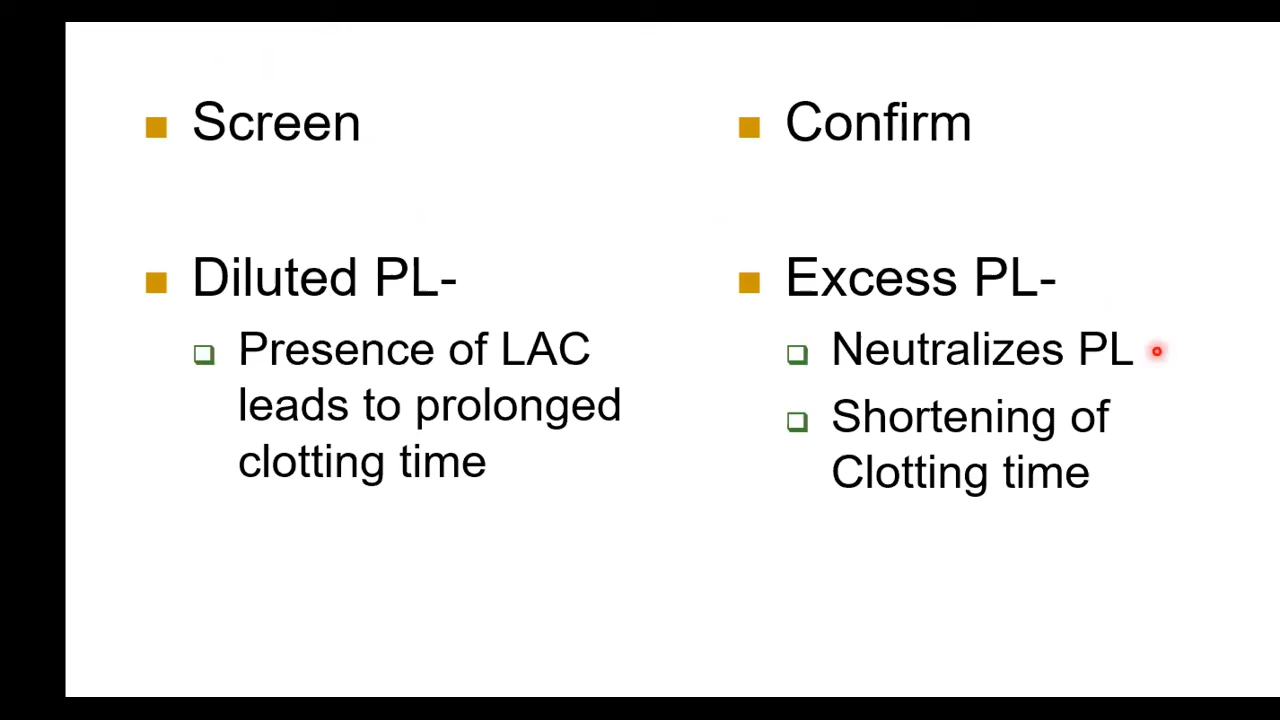 Screen
Diluted PL-
Presence of LAC
leads to prolonged
clotting time
Confirm
Excess PL-
Neutralizes PL
Shortening of
Clotting time